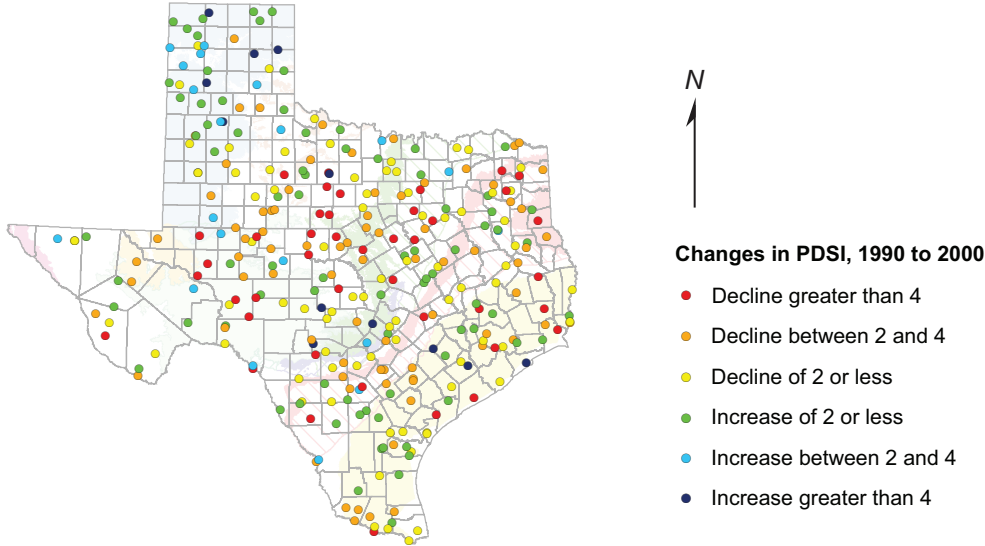 N
Changes in PDSI, 1990 to 2000
Decline greater than 4
Decline between 2 and 4
Decline of 2 or less
Increase of 2 or less
Increase between 2 and 4
Increase greater than 4